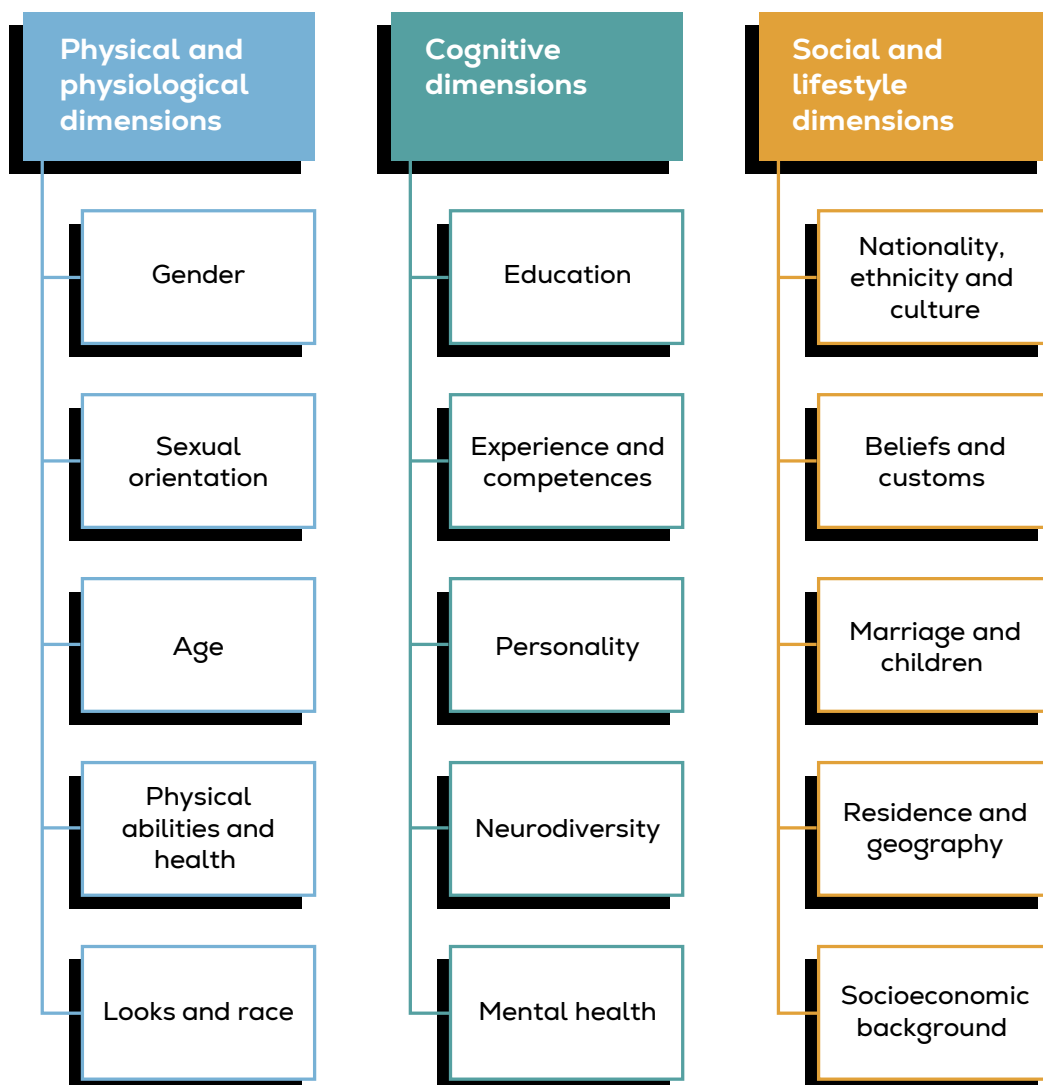 Physical and
physiological
dimensions
Gender
Sexual
orientation
Age
Physical
abilities and
health
Looks and race
Cognitive
dimensions
Education
Experience and
competences
Personality
Neurodiversity
Mental health
Social and
lifestyle
dimensions
Nationality,
ethnicity and
culture
Beliefs and
customs
Marriage and
children
Residence and
geography
Socioeconomic
background